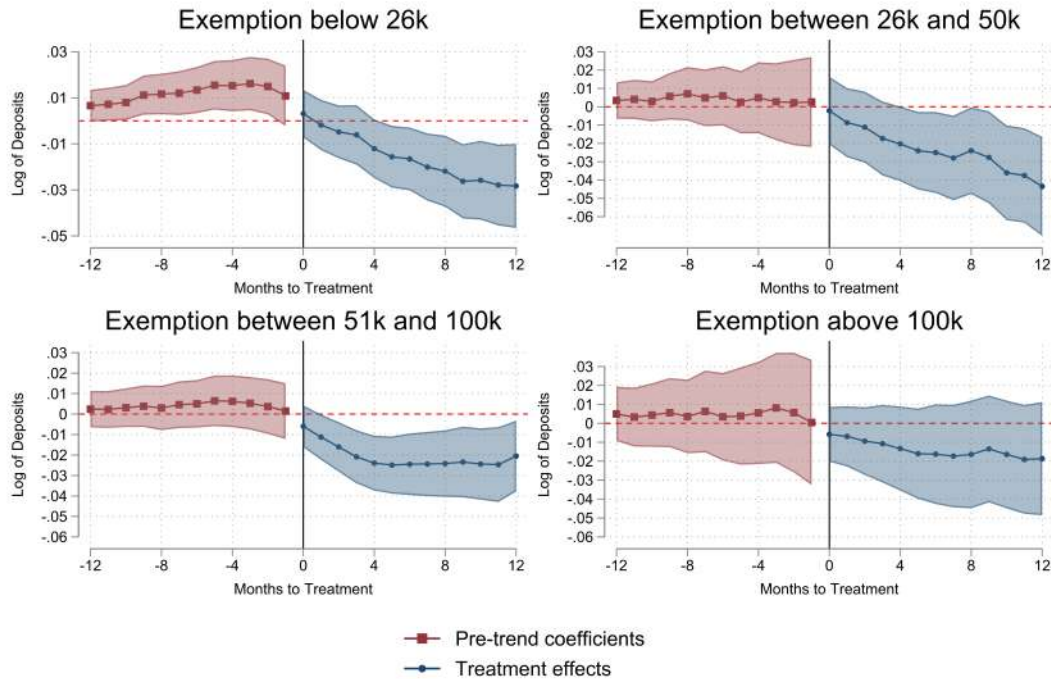 Exemption below 26k
.03
.01
-.01
-.03
-.05
Log of Deposits
-12 -8 -4 0 4 8 12
Months to Treatment
Exemption between 26k and 50k
.03
.02
.01
0
-.01
-.02
-.03
-.04
-.05
-.06
Log of Deposits
-12 -8 -4 0 4 8 12
Months to Treatment
Exemption between 51k and 100k
.03
.02
.01
0
-.01
-.02
-.03
-.04
-.05
-.06
Log of Deposits
-12 -8 -4 0 4 8 12
Months to Treatment
Exemption above 100k
.03
.02
.01
0
-.01
-.02
-.03
-.04
-.05
-.06
Log of Deposits
-12 -8 -4 0 4 8 12
Months to Treatment
Pre-trend coefficients
Treatment effects